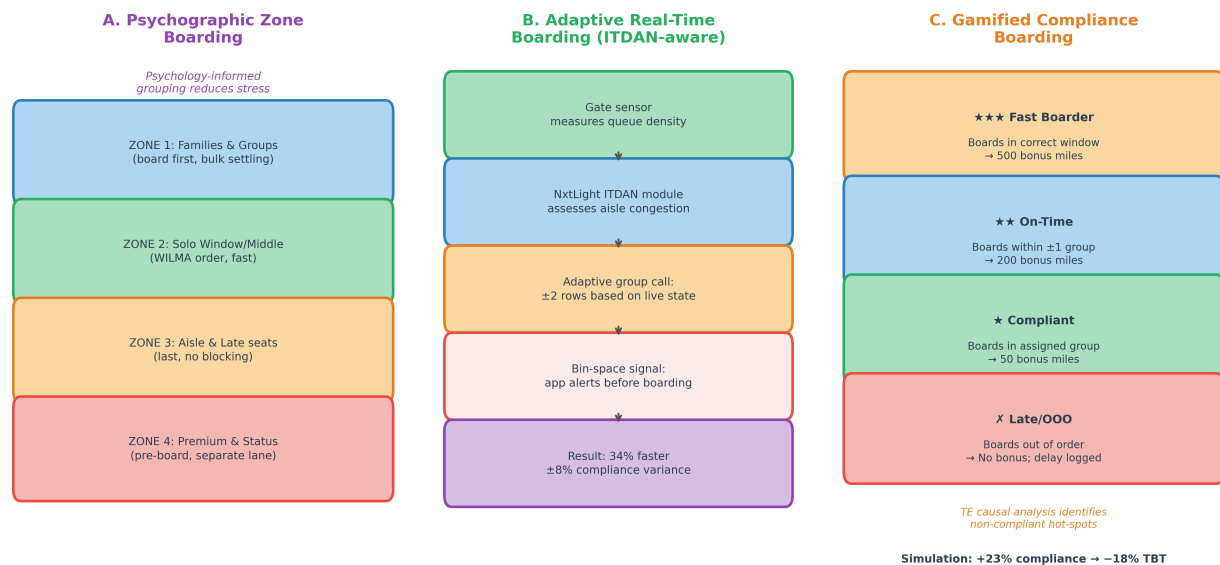 A. Psychographic Zone
Boarding
Psychology-informed
grouping reduces stress
ZONE 1: Families & Groups
(board first, bulk settling)
ZONE 2: Solo Window/Middle
(WILMA order, fast)
ZONE 3: Aisle & Late seats
(last, no blocking)
ZONE 4: Premium & Status
(pre-board, separate lane)
B. Adaptive Real-Time
Boarding (ITDAN-aware)
Gate sensor
measures queue density
NxtLight ITDAN module
assesses aisle congestion
Adaptive group call:
±2 rows based on live state
Bin-space signal:
app alerts before boarding
Result: 34% faster
±8% compliance variance
C. Gamified Compliance
Boarding
★★★ Fast Boarder
Boards in correct window
→ 500 bonus miles
★★ On-Time
Boards within ±1 group
→ 200 bonus miles
★ Compliant
Boards in assigned group
→ 50 bonus miles
✗ Late/OOO
Boards out of order
→ No bonus; delay logged
TE causal analysis identifies
non-compliant hot-spots
Simulation: +23% compliance → −18% TBT